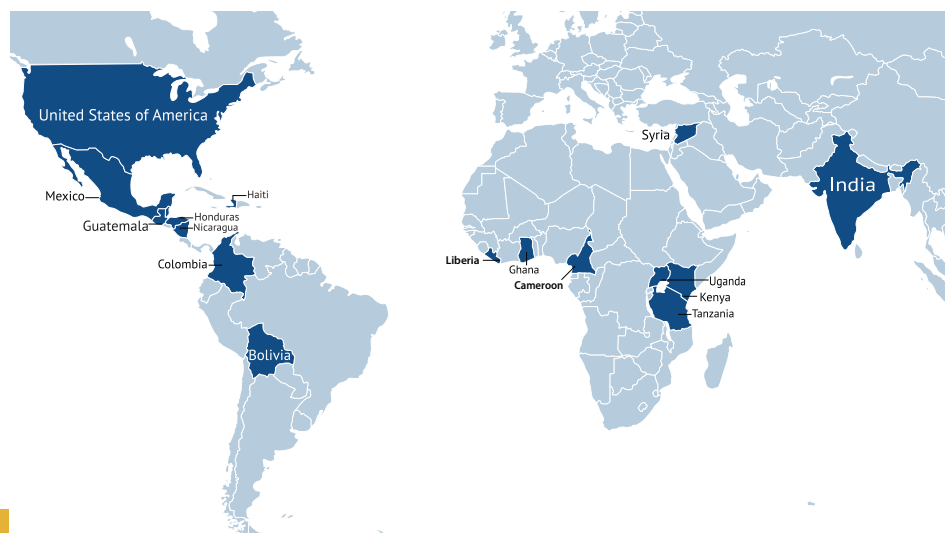 United States of America
Syria
India
Mexico
Haiti
Honduras
Guatemala
Nicaragua
Colombia
Liberia
Ghana
Cameroon
Uganda
Kenya
Tanzania
Bolivia